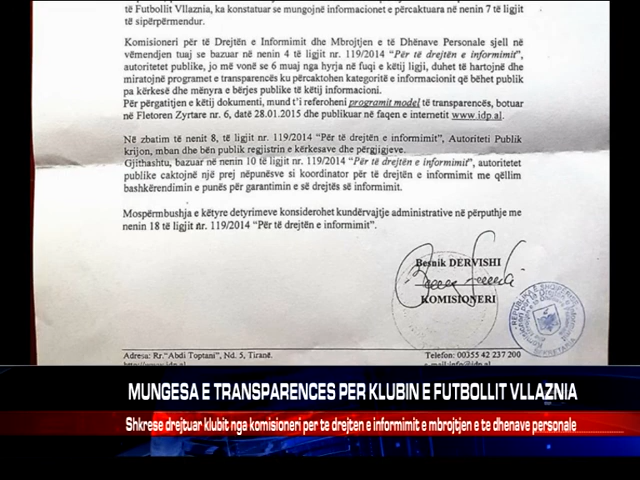 të Futbollit Vllaznia, ka konstatuar se mungojnë informacionet e përcaktuara në nenin 7 të ligjit
të sipërpërmendur.
Komisioneri për të Drejtën e Informimit dhe Mbrojtjen e të Dhënave Personale sjell në
vëmendjen tuaj se bazuar në nenin 4 të ligjit nr. 119/2014 "Për të drejtën e informimit",
autoritetet publike, jo më vonë se 6 muaj nga hyrja në fuqi e këtij ligji, duhet të hartojnë dhe
miratojnë programet e transparencës ku përcaktohen kategoritë e informacionit që bëhet publik
pa kërkesë dhe mënyra e bërjes publike të këtij informacioni.
Për përgatitjen e këtij dokumenti, mund t'i referoheni programit model të transparencës, botuar
në Fletoren Zyrtare nr. 6, datë 28.01.2015 dhe publikuar në faqen e internetit www.idp.al.
Në zbatim të nenit 8, të ligjit nr. 119/2014 "Për të drejtën e informimit", Autoriteti Publik
krijon, mban dhe bën publik regjistrin e kërkesave dhe përgjigjeve.
Gjithashtu, bazuar në nenin 10 të ligjit nr. 119/2014 "Për të drejtën e informimit", autoritetet
publike caktojnë një prej nëpunësve si koordinator për të drejtën e informimit me qëllim
bashkërendimin e punës për garantimin e së drejtës së informimit.
Mospërmbushja e këtyre detyrimeve konsiderohet kundërvajtje administrative në përputhje me
nenin 18 të ligjit nr. 119/2014 "Për të drejtën e informimit".
Besnik DERVISHI
KOMISIONERI
REPUBLIKA E SHQIPËRISË
SEKRETARIA
Adresa: Rr."Abdi Toptani", Nd. 5, Tiranë.
Telefon: 00355 42 237 200
MUNGESA E TRANSPARENCES PER KLUBIN E FUTBOLLIT VLLAZNIA
Shkrese drejtuar klubit nga komisioneri per te drejten e informimit e mbrojtjen e te dhenave personale